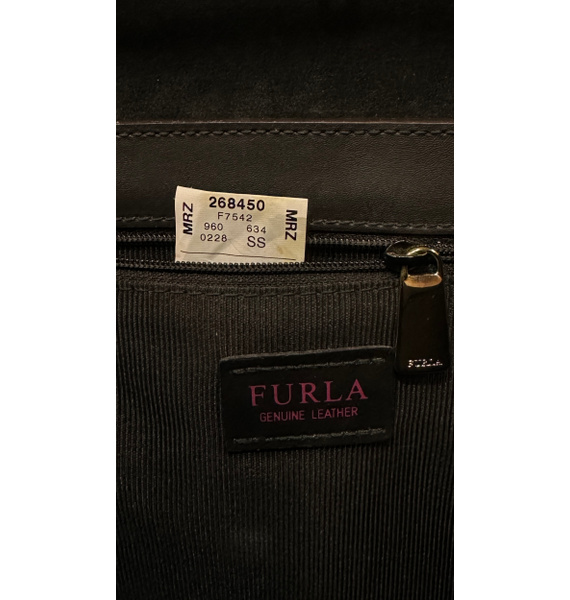 MRZ
268450
F7542
960 634
0228 SS
MRZ
FURLA
FURLA
GENUINE LEATHER